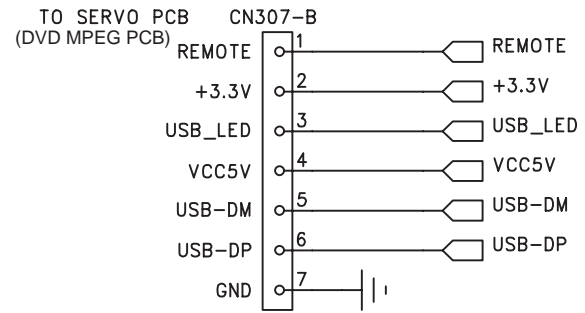 TO SERVO PCB CN307-B
(DVD MPEG PCB)
REMOTE 1 REMOTE
+3.3V 2 +3.3V
USB_LED 3 USB_LED
VCC5V 4 VCC5V
USB-DM 5 USB-DM
USB-DP 6 USB-DP
GND 7